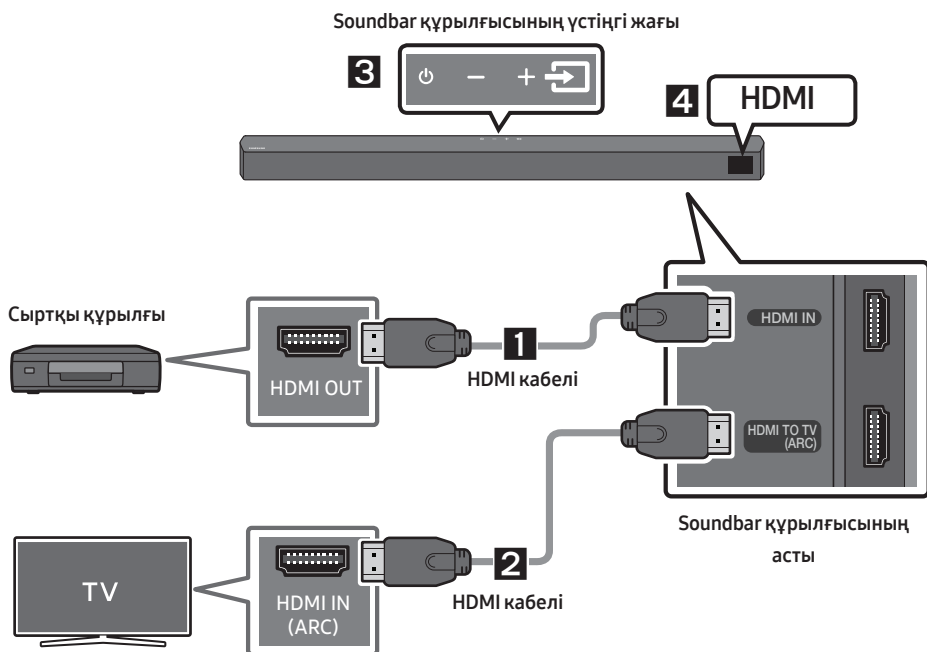 Soundbar құрылғысының үстіңгі жағы
3
4
HDMI
Сыртқы құрылғы
HDMI OUT
1
HDMI кабелі
HDMI IN
HDMI TO TV
(ARC)
Soundbar құрылғысының
асты
TV
HDMI IN
(ARC)
2
HDMI кабелі